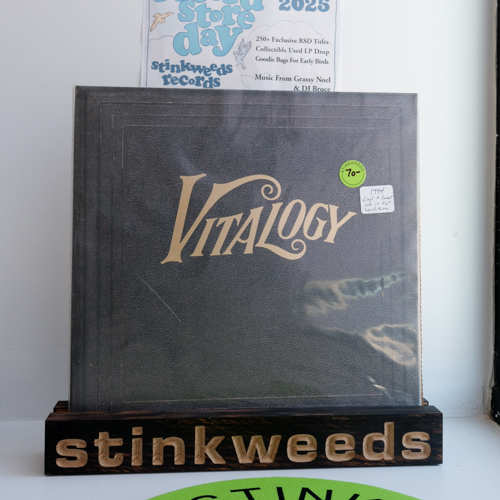 record
store
day
2025
250+ Exclusive RSD Titles
Collectible Used LP Drop
Goodie Bags For Early Birds
stinkweeds
records
Music From Grassy Noel
& DJ Bruce
70-
1994
VITALOGY
stinkweeds